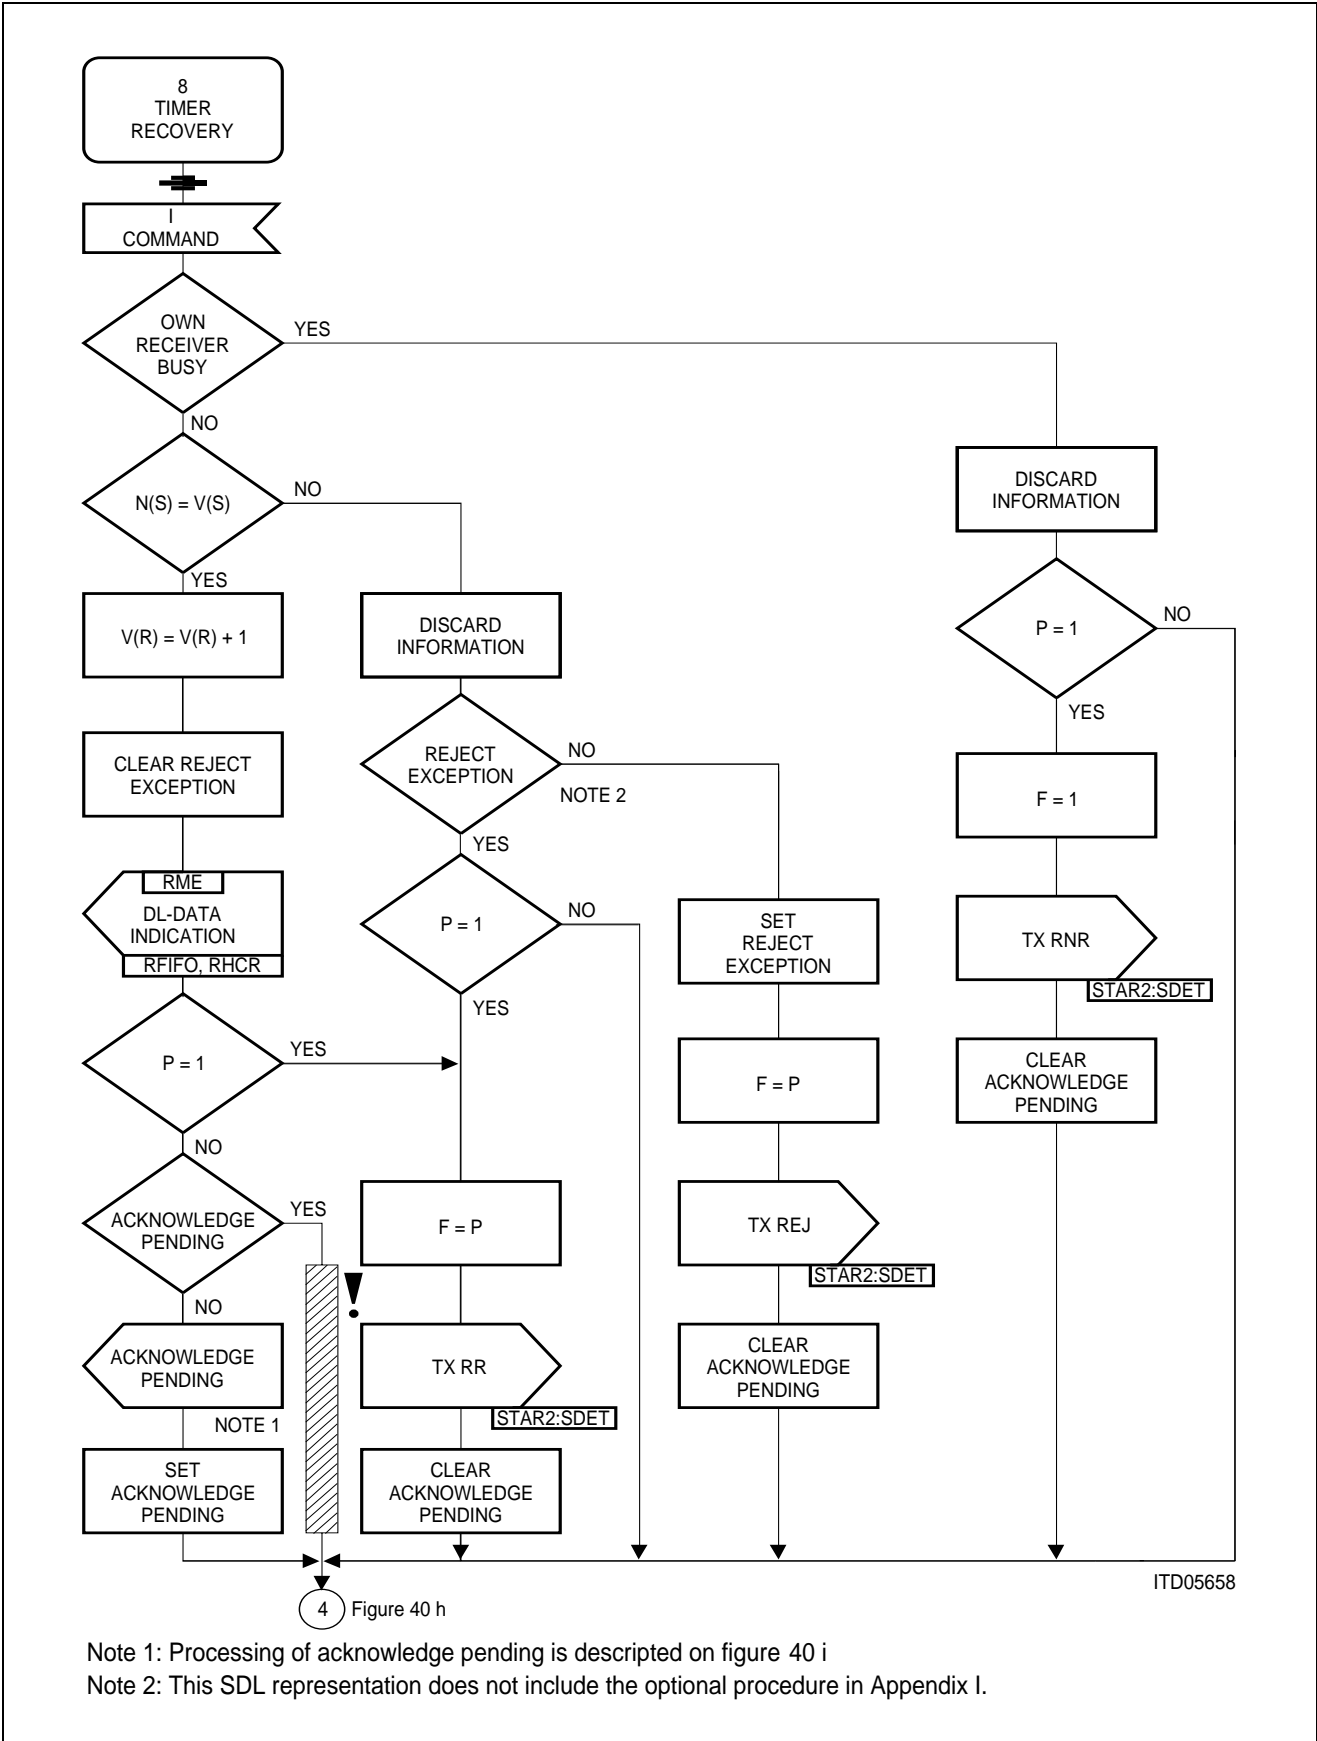 8
TIMER
RECOVERY
I
COMMAND
OWN
RECEIVER
BUSY
YES
NO
N(S) = V(S)
NO
YES
V(R) = V(R) + 1
CLEAR REJECT
EXCEPTION
RME
DL-DATA
INDICATION
RFIFO, RHCR
P = 1
YES
NO
ACKNOWLEDGE
PENDING
YES
NO
ACKNOWLEDGE
PENDING
NOTE 1
SET
ACKNOWLEDGE
PENDING
!
DISCARD
INFORMATION
REJECT
EXCEPTION
NO
NOTE 2
YES
P = 1
NO
YES
F = P
TX RR
STAR2:SDET
CLEAR
ACKNOWLEDGE
PENDING
SET
REJECT
EXCEPTION
F = P
TX REJ
STAR2:SDET
CLEAR
ACKNOWLEDGE
PENDING
DISCARD
INFORMATION
P = 1
NO
YES
F = 1
TX RNR
STAR2:SDET
CLEAR
ACKNOWLEDGE
PENDING
ITD05658
4 Figure 40 h
Note 1: Processing of acknowledge pending is descripted on figure 40 i
Note 2: This SDL representation does not include the optional procedure in Appendix I.